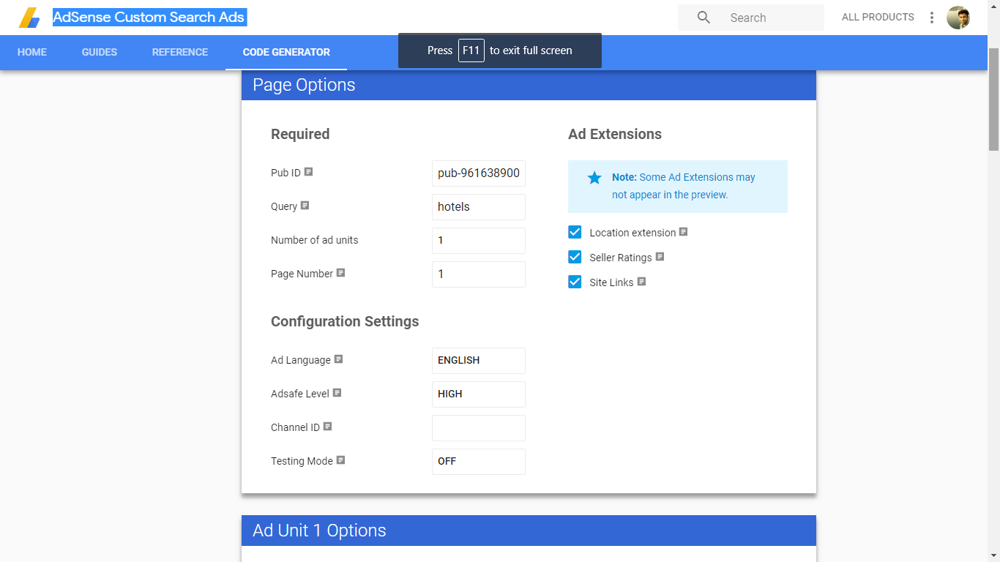 AdSense Custom Search Ads
Search
ALL PRODUCTS
HOME
GUIDES
REFERENCE
CODE GENERATOR
Press F11 to exit full screen
Page Options
Required
Pub ID
pub-961638900
Query
hotels
Number of ad units
1
Page Number
1
Configuration Settings
Ad Language
ENGLISH
Adsafe Level
HIGH
Channel ID
Testing Mode
OFF
Ad Extensions
Note: Some Ad Extensions may
not appear in the preview.
Location extension
Seller Ratings
Site Links
Ad Unit 1 Options